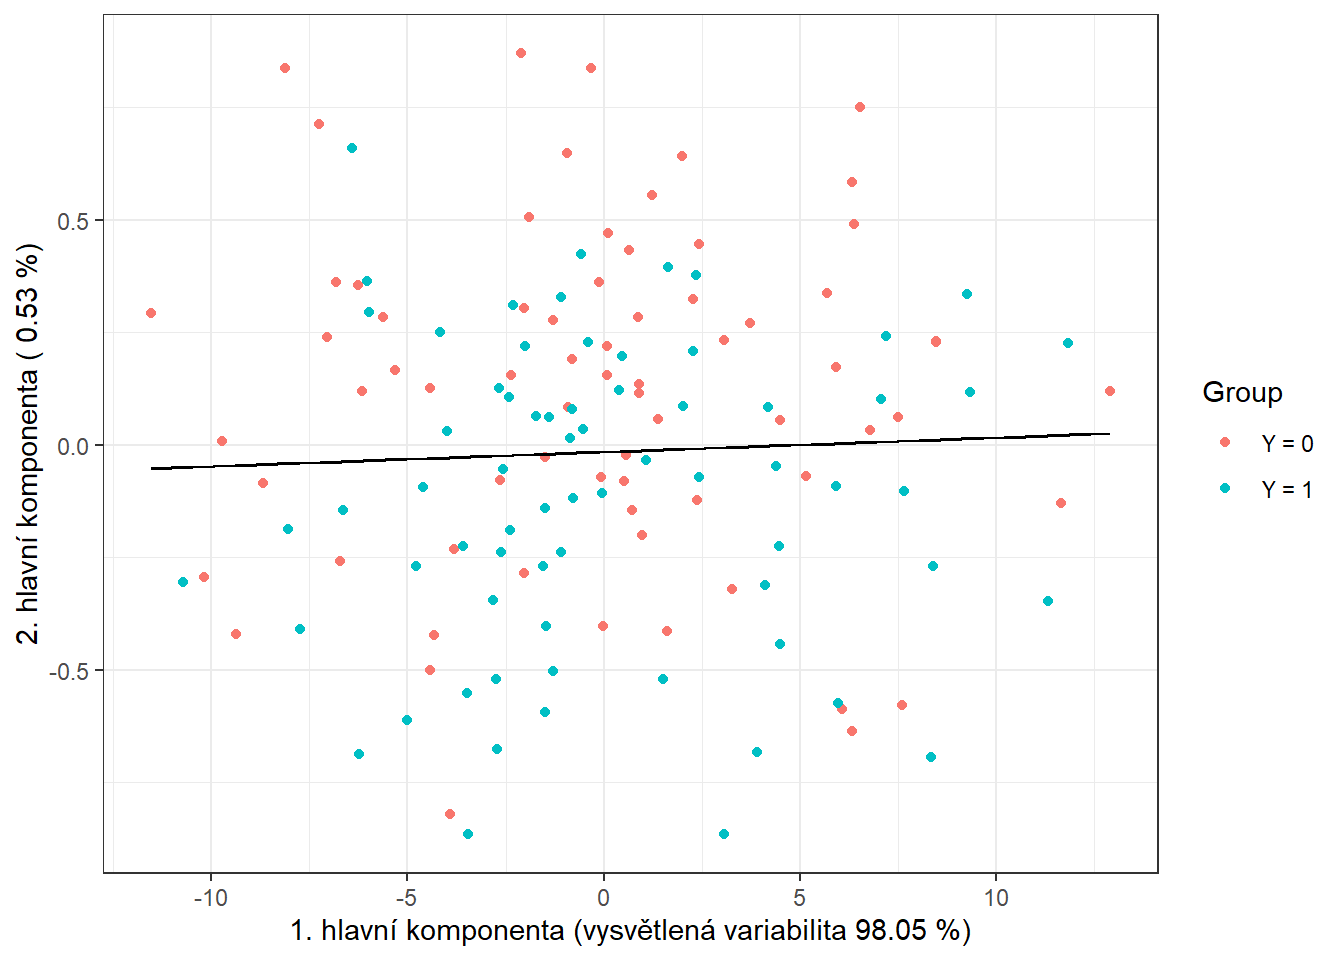 2. hlavní komponenta ( 0.53 %)
0.5
0.0
-0.5
-10
-5
0
5
10
1. hlavní komponenta (vysvětlená variabilita 98.05 %)
Group
Y = 0
Y = 1